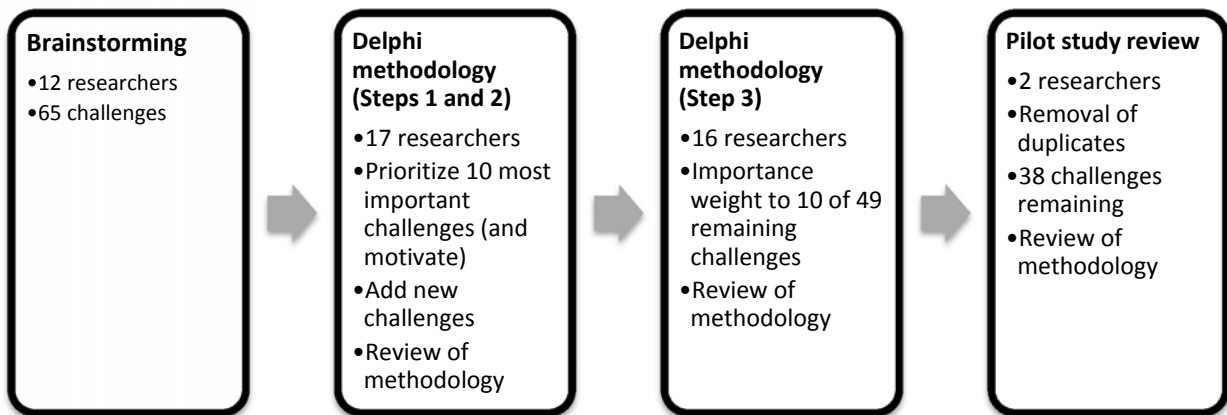 Brainstorming
•12 researchers
•65 challenges
Delphi
methodology
(Steps 1 and 2)
•17 researchers
•Prioritize 10 most
important
challenges (and
motivate)
•Add new
challenges
•Review of
methodology
Delphi
methodology
(Step 3)
•16 researchers
•Importance
weight to 10 of 49
remaining
challenges
•Review of
methodology
Pilot study review
•2 researchers
•Removal of
duplicates
•38 challenges
remaining
•Review of
methodology